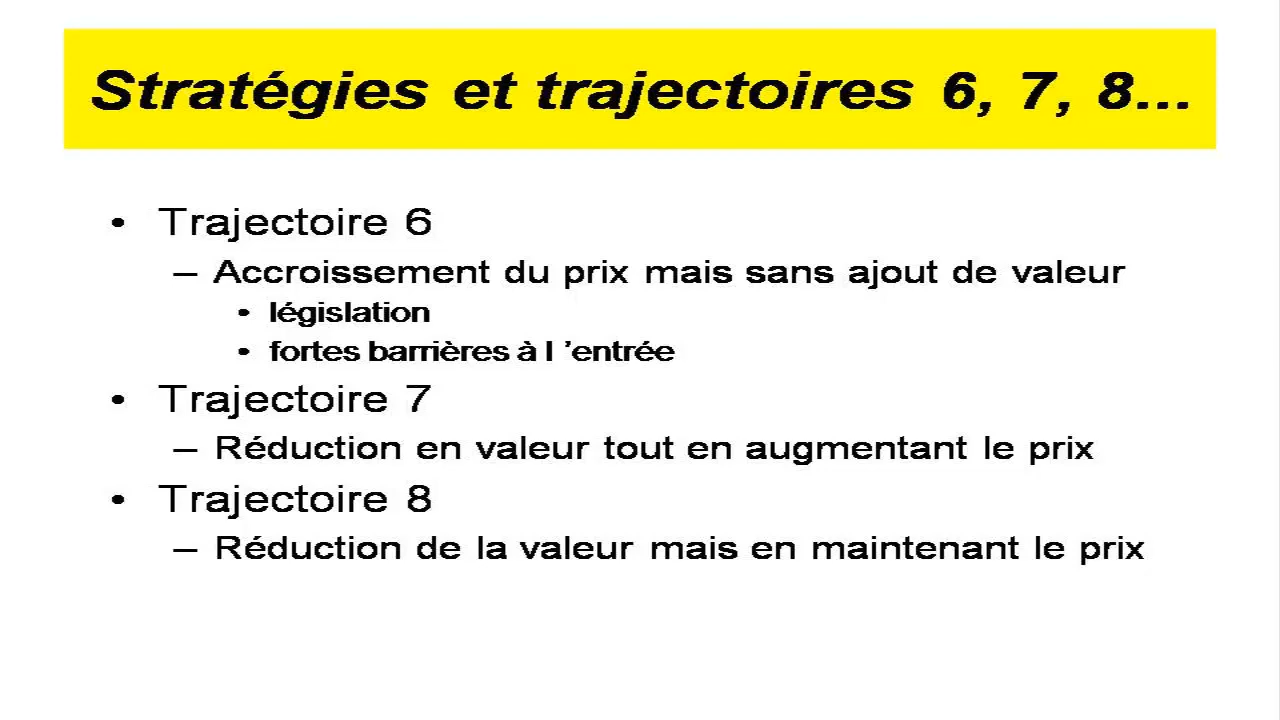 Stratégies et trajectoires 6, 7, 8...
• Trajectoire 6
– Accroissement du prix mais sans ajout de valeur
• législation
• fortes barrières à l ’entrée
• Trajectoire 7
– Réduction en valeur tout en augmentant le prix
• Trajectoire 8
– Réduction de la valeur mais en maintenant le prix